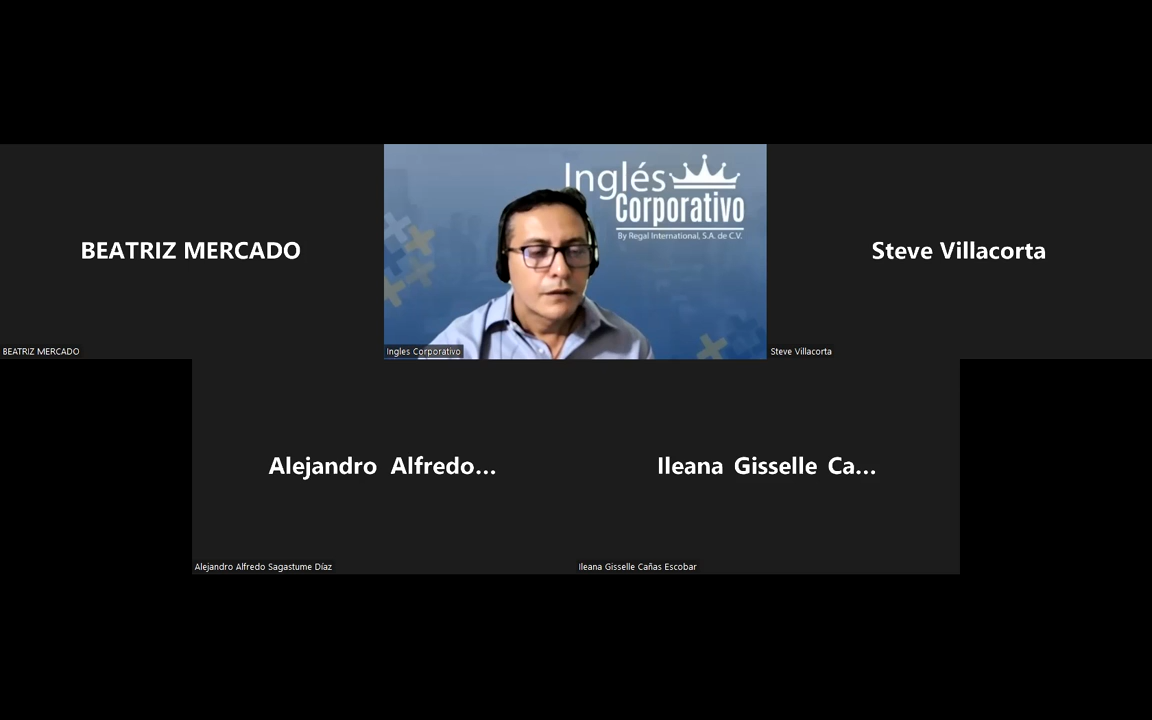 Inglés
Corporativo
By Regal International, S.A. de C.V.
BEATRIZ MERCADO
Steve Villacorta
BEATRIZ MERCADO
Ingles Corporativo
Steve Villacorta
Alejandro Alfredo...
Ileana Gisselle Ca...
Alejandro Alfredo Sagastume Díaz
Ileana Gisselle Cañas Escobar